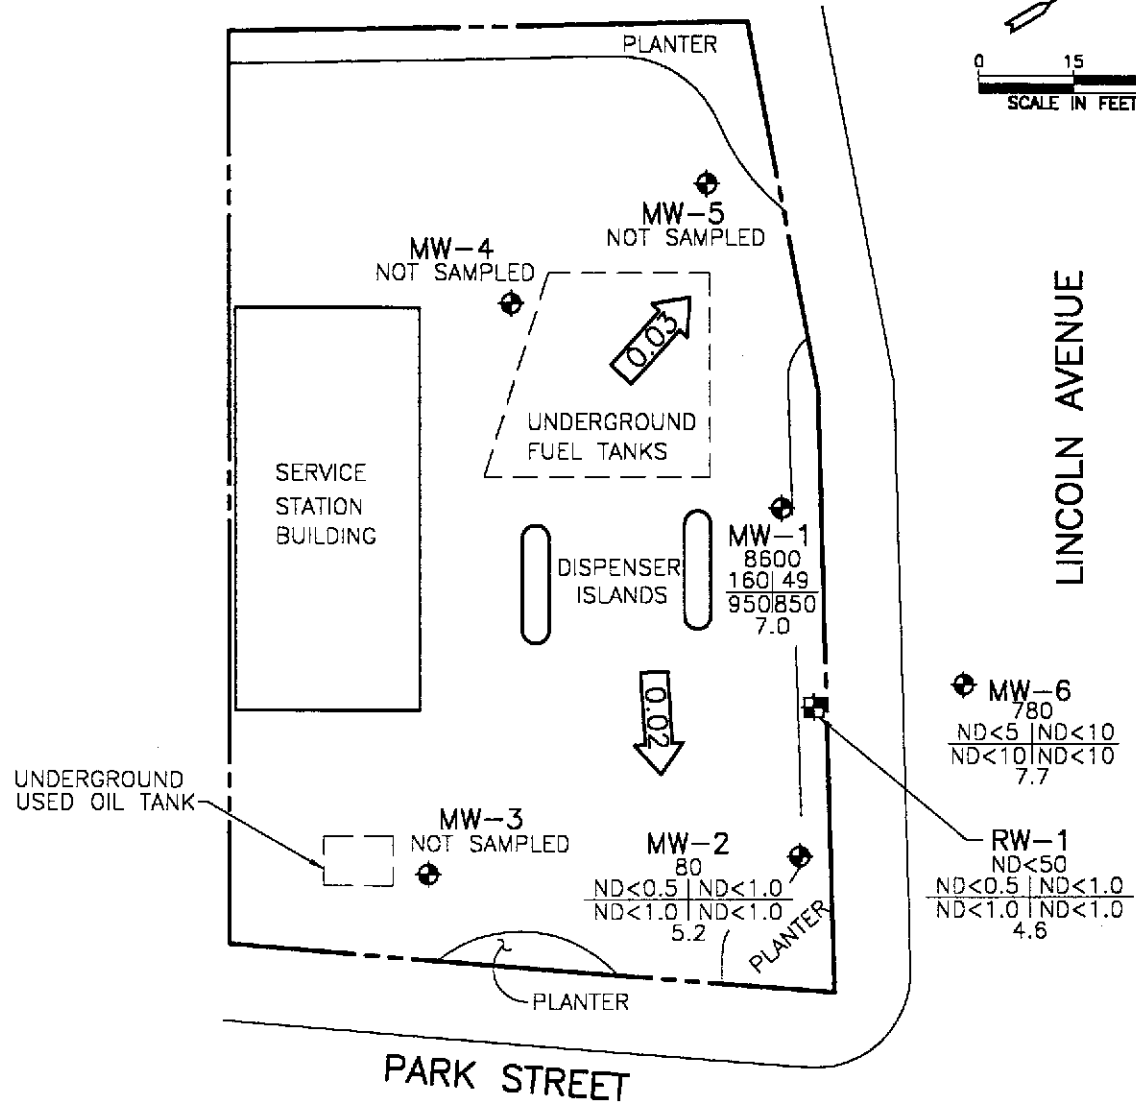 PLANTER
0 15
SCALE IN FEET
MW-5
NOT SAMPLED
MW-4
NOT SAMPLED
0.03
UNDERGROUND
FUEL TANKS
LINCOLN AVENUE
SERVICE
STATION
BUILDING
MW-1
8600
160 | 49
950 | 850
7.0
DISPENSER
ISLANDS
0.02
MW-6
780
ND<5 | ND<10
ND<10 | ND<10
7.7
UNDERGROUND
USED OIL TANK
MW-3
NOT SAMPLED
MW-2
80
ND<0.5 | ND<1.0
ND<1.0 | ND<1.0
5.2
RW-1
ND<50
ND<0.5 | ND<1.0
ND<1.0 | ND<1.0
4.6
PLANTER
PLANTER
PARK STREET